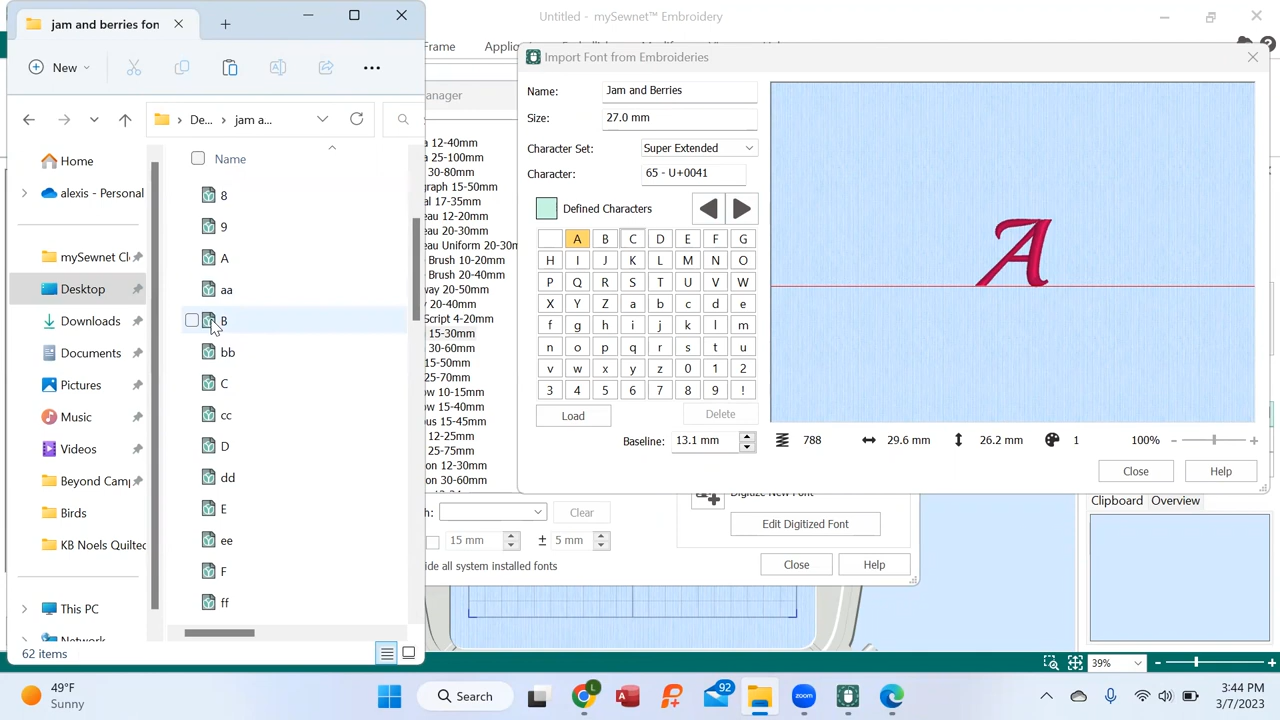 jam and berries fon
Untitled - mySewnet™ Embroidery
Frame
Import Font from Embroideries
New
anager
Name:
Jam and Berries
Size:
27.0 mm
Character Set:
Super Extended
Character:
65 - U+0041
Defined Characters
De...
jam a...
Name
Home
alexis - Personal
mySewnet Cl
Desktop
Downloads
Documents
Pictures
Music
Videos
Beyond Camp
Birds
KB Noels Quilted
This PC
Network
8
9
A
aa
B
bb
C
cc
D
dd
E
ee
F
ff
62 items
a 12-40mm
a 25-100mm
30-80mm
graph 15-50mm
al 17-35mm
eau 12-20mm
eau 20-30mm
eau Uniform 20-30m
Brush 10-20mm
Brush 20-40mm
way 20-50mm
y 20-40mm
Script 4-20mm
15-30mm
30-60mm
15-50mm
25-70mm
ow 10-15mm
ow 15-40mm
us 15-45mm
12-25mm
25-75mm
on 12-30mm
on 30-60mm
A B C D E F G
H I J K L M N O
P Q R S T U V W
X Y Z a b c d e
f g h i j k l m
n o p q r s t u
v w x y z 0 1 2
3 4 5 6 7 8 9 !
Load
Delete
Baseline:
13.1 mm
A
788
29.6 mm
26.2 mm
1
100%
Close
Help
Digitize New Font
h:
Clear
Edit Digitized Font
15 mm
± 5 mm
ide all system installed fonts
Close
Help
Clipboard
Overview
39%
49°F
Sunny
Search
92
3:44 PM
3/7/2023